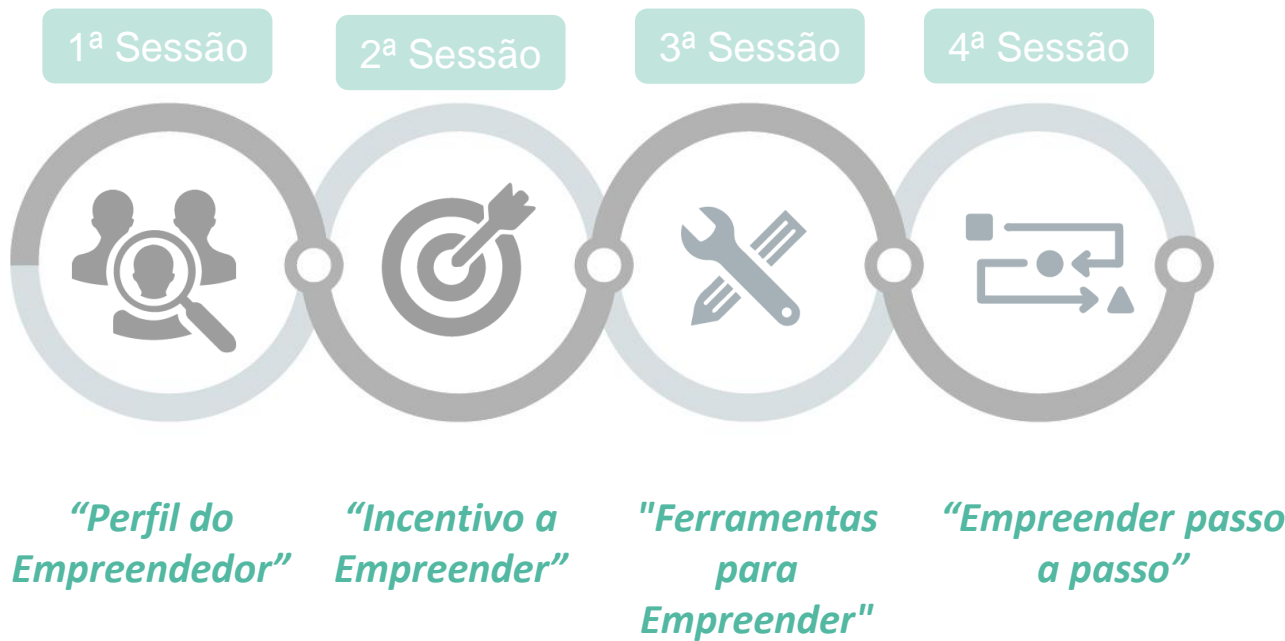 1ª Sessão
2ª Sessão
3ª Sessão
4ª Sessão
“Perfil do
Empreendedor”
“Incentivo a
Empreender”
"Ferramentas
para
Empreender"
“Empreender passo
a passo”